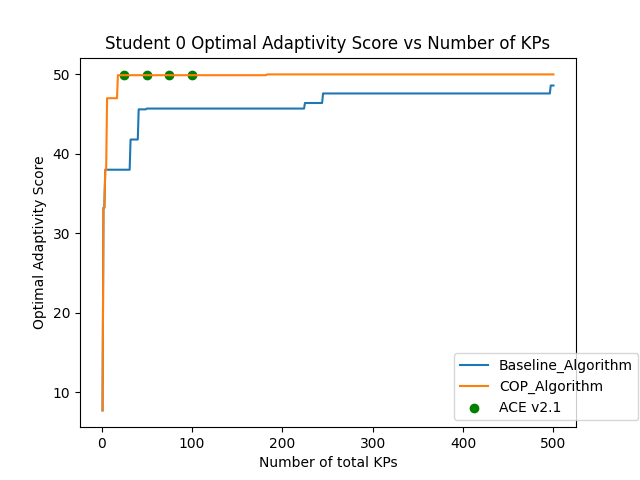 Student 0 Optimal Adaptivity Score vs Number of KPs
50
40
30
20
10
Optimal Adaptivity Score
Baseline_Algorithm
COP_Algorithm
ACE v2.1
0 100 200 300 400 500
Number of total KPs